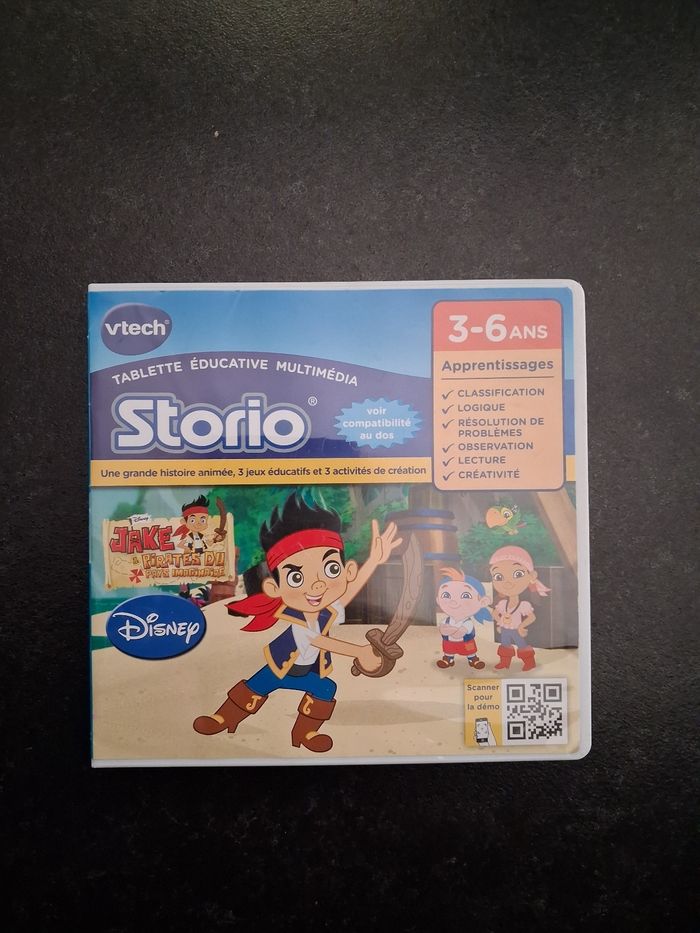 vtech®
TABLETTE ÉDUCATIVE MULTIMÉDIA
Storio®
voir
compatibilité
au dos
3-6 ANS
Apprentissages
✓ CLASSIFICATION
✓ LOGIQUE
✓ RÉSOLUTION DE
PROBLÈMES
✓ OBSERVATION
✓ LECTURE
✓ CRÉATIVITÉ
Une grande histoire animée, 3 jeux éducatifs et 3 activités de création
Disney
JAKE
& PIRATES DU
PAYS IMAGINAIRE
DISNEY
J C
Scanner
pour
la démo